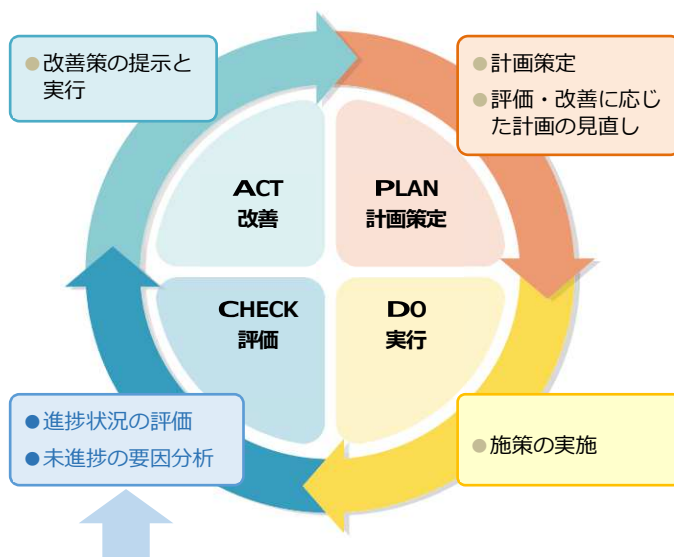 ●改善策の提示と
実行
●計画策定
●評価・改善に応じ
た計画の見直し
ACT
改善
PLAN
計画策定
CHECK
評価
DO
実行
●進捗状況の評価
●未進捗の要因分析
●施策の実施